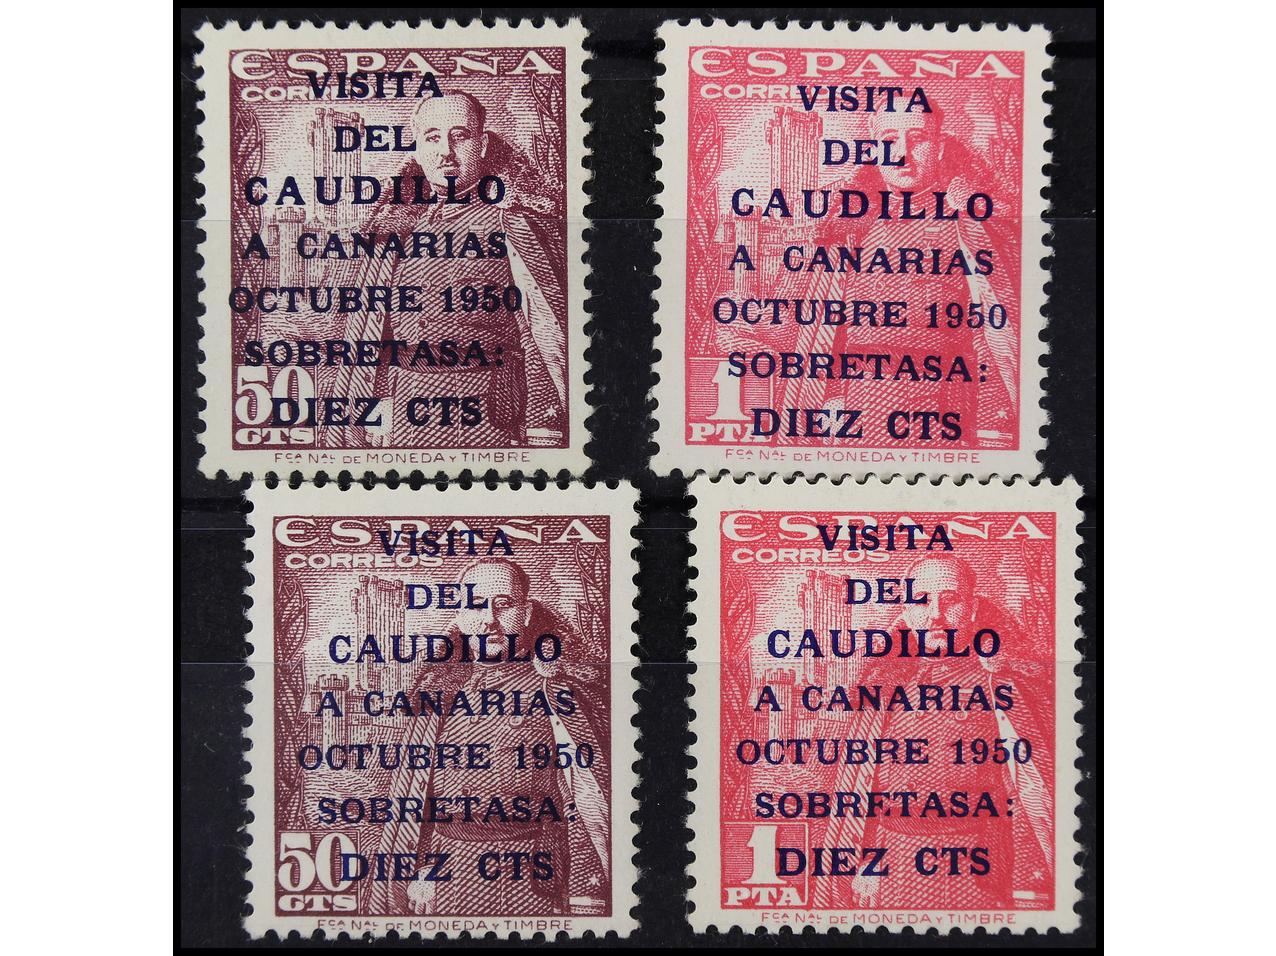 ESPAÑA
CORREOS
VISITA
DEL
CAUDILLO
A CANARIAS
OCTUBRE 1950
SOBRETASA:
DIEZ CTS
50
CTS
FCA NAL DE MONEDA Y TIMBRE
ESPAÑA
CORREOS
VISITA
DEL
CAUDILLO
A CANARIAS
OCTUBRE 1950
SOBRETASA:
DIEZ CTS
1
PTA
FCA NAL DE MONEDA Y TIMBRE
ESPAÑA
CORREOS
VISITA
DEL
CAUDILLO
A CANARIAS
OCTUBRE 1950
SOBRETASA:
DIEZ CTS
50
CTS
FCA NAL DE MONEDA Y TIMBRE
ESPAÑA
CORREOS
VISITA
DEL
CAUDILLO
A CANARIAS
OCTUBRE 1950
SOBRETASA:
DIEZ CTS
1
PTA
FCA NAL DE MONEDA Y TIMBRE